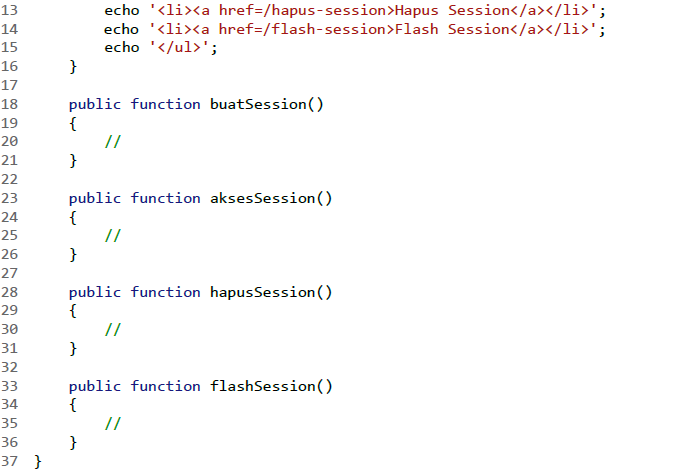 13         echo '<li><a href=/hapus-session>Hapus Session</a></li>';
14         echo '<li><a href=/flash-session>Flash Session</a></li>';
15         echo '</ul>';
16     }
17
18     public function buatSession()
19     {
20         //
21     }
22
23     public function aksesSession()
24     {
25         //
26     }
27
28     public function hapusSession()
29     {
30         //
31     }
32
33     public function flashSession()
34     {
35         //
36     }
37 }